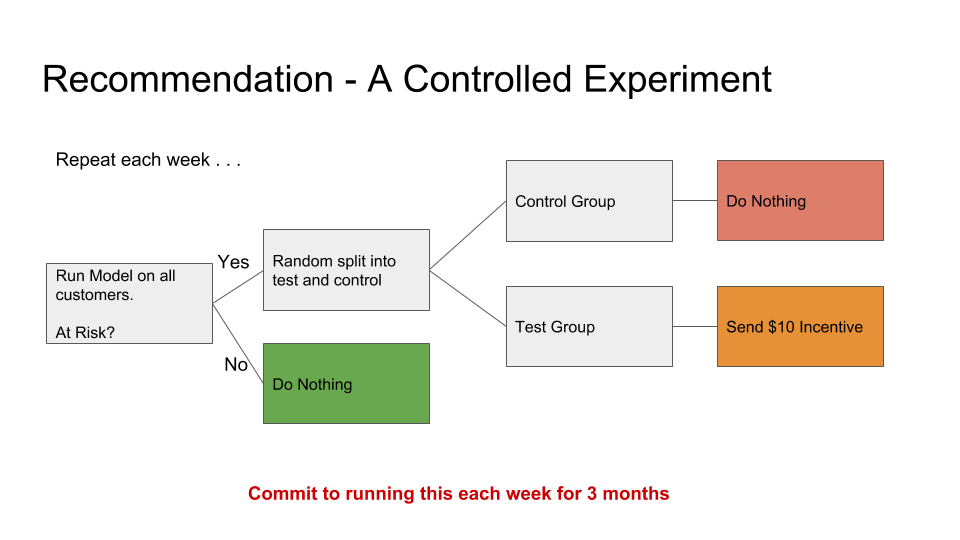 Recommendation - A Controlled Experiment
Repeat each week . . .
Run Model on all
customers.
At Risk?
Yes
No
Random split into
test and control
Do Nothing
Control Group
Do Nothing
Test Group
Send $10 Incentive
Commit to running this each week for 3 months